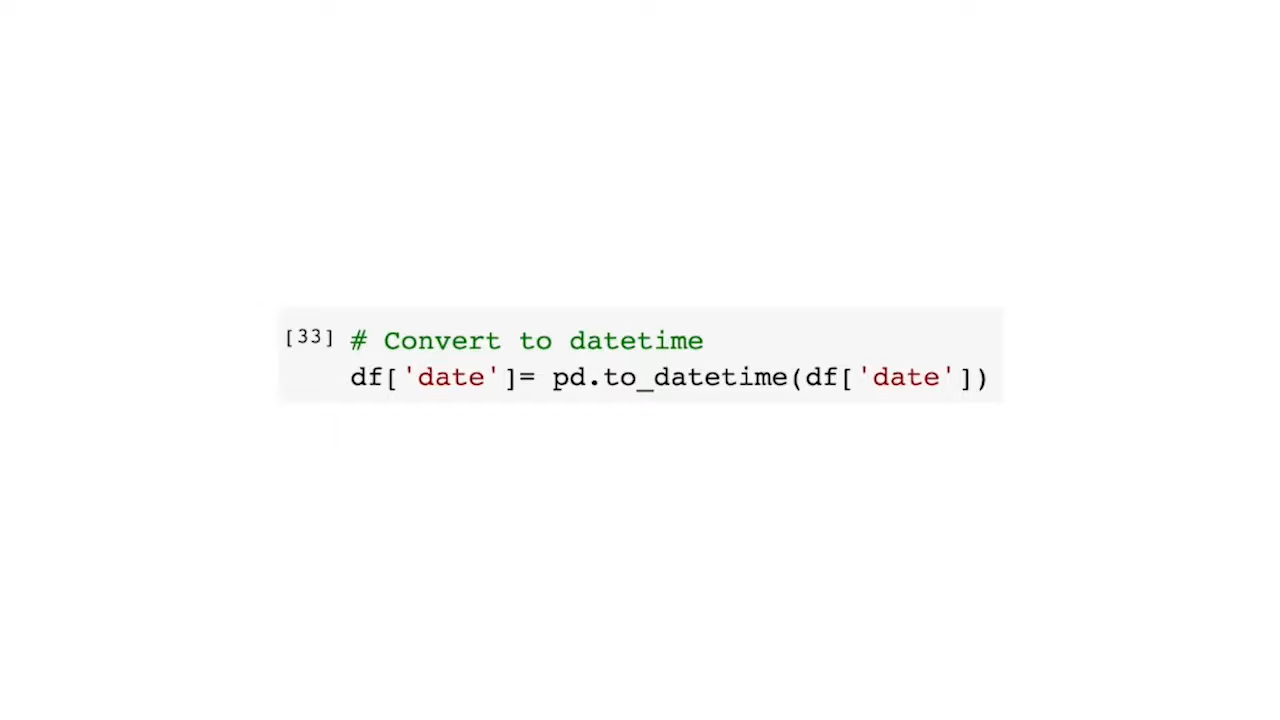 [33] # Convert to datetime
df['date']= pd.to_datetime(df['date'])